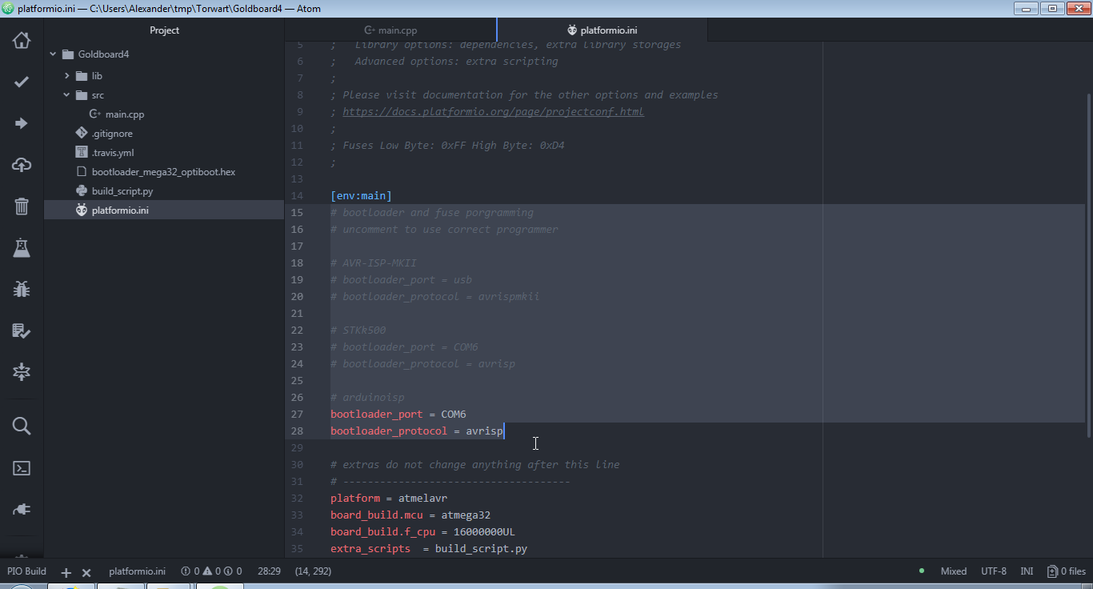 platformio.ini — C:\Users\Alexander\tmp\Torwart\Goldboard4 — Atom
Project
Goldboard4
lib
src
main.cpp
.gitignore
.travis.yml
bootloader_mega32_optiboot.hex
build_script.py
platformio.ini
main.cpp
platformio.ini
5 ;   Library options: dependencies, extra library storages
6 ;   Advanced options: extra scripting
7 ;
8 ; Please visit documentation for the other options and examples
9 ; https://docs.platformio.org/page/projectconf.html
10 ;
11 ; Fuses Low Byte: 0xFF High Byte: 0xD4
12 ;
13
14 [env:main]
15 # bootloader and fuse porgramming
16 # uncomment to use correct programmer
17
18 # AVR-ISP-MKII
19 # bootloader_port = usb
20 # bootloader_protocol = avrispmkii
21
22 # STKk500
23 # bootloader_port = COM6
24 # bootloader_protocol = avrisp
25
26 # arduinoisp
27 bootloader_port = COM6
28 bootloader_protocol = avrisp
29
30 # extras do not change anything after this line
31 # -------------------------------------
32 platform = atmelavr
33 board_build.mcu = atmega32
34 board_build.f_cpu = 16000000UL
35 extra_scripts  = build_script.py
PIO Build + × platformio.ini 0 0 0 28:29 (14, 292) Mixed UTF-8 INI 0 files